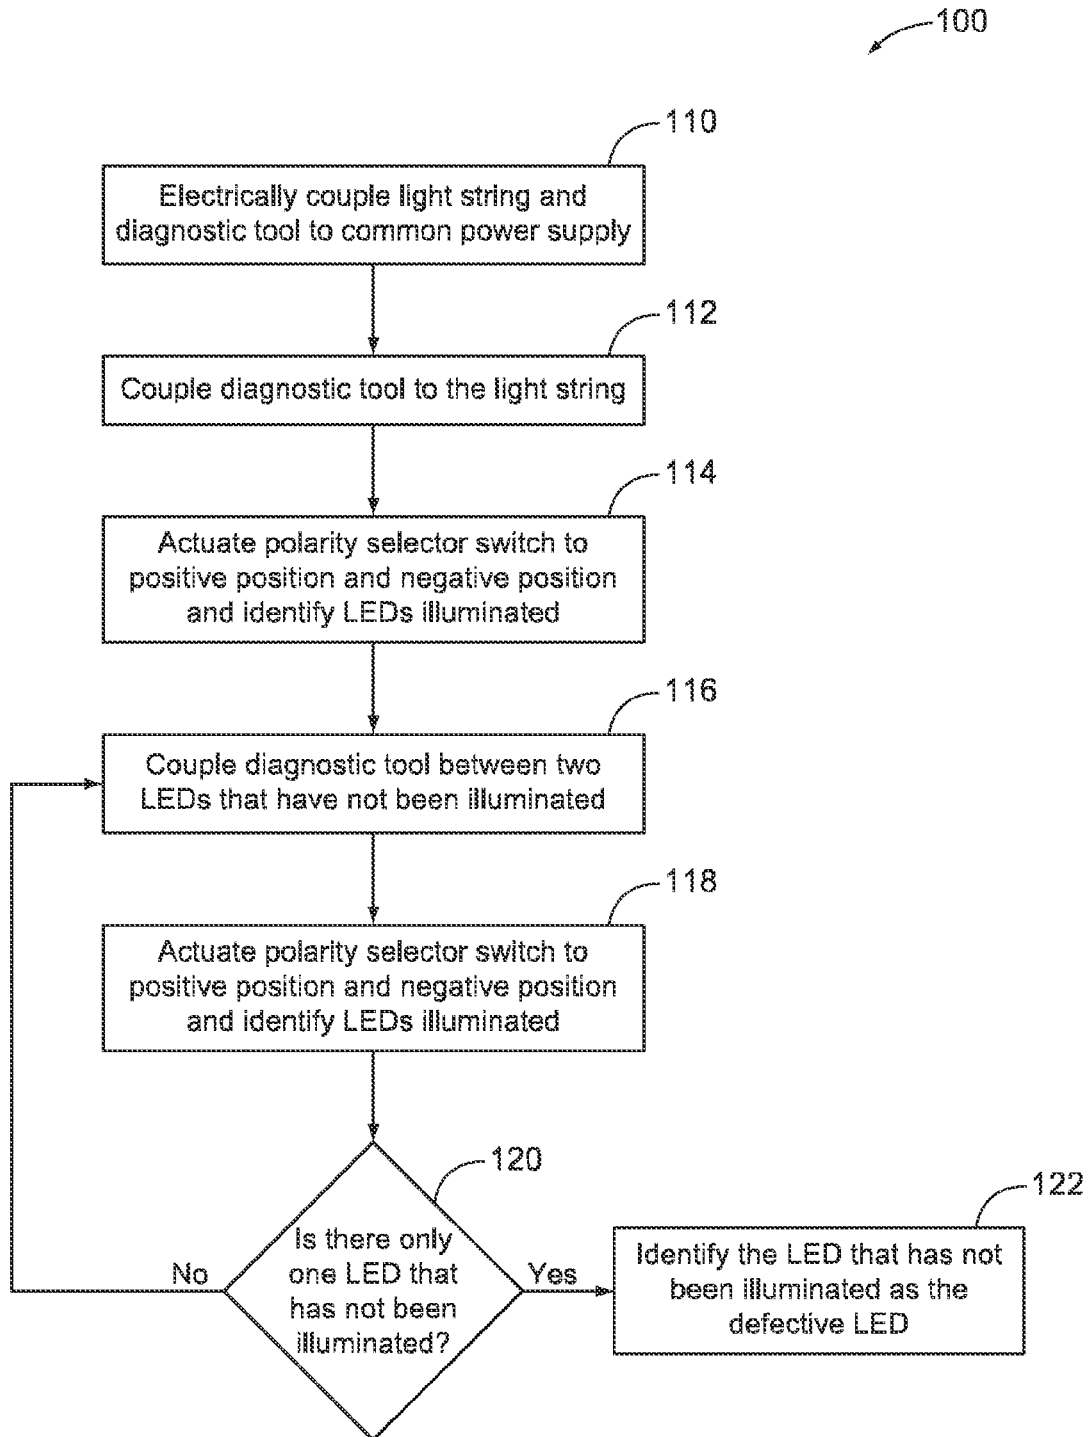 100
110
Electrically couple light string and
diagnostic tool to common power supply
112
Couple diagnostic tool to the light string
114
Actuate polarity selector switch to
positive position and negative position
and identify LEDs illuminated
116
Couple diagnostic tool between two
LEDs that have not been illuminated
118
Actuate polarity selector switch to
positive position and negative position
and identify LEDs illuminated
120
Is there only
one LED that
has not been
illuminated?
No
Yes
122
Identify the LED that has not
been illuminated as the
defective LED